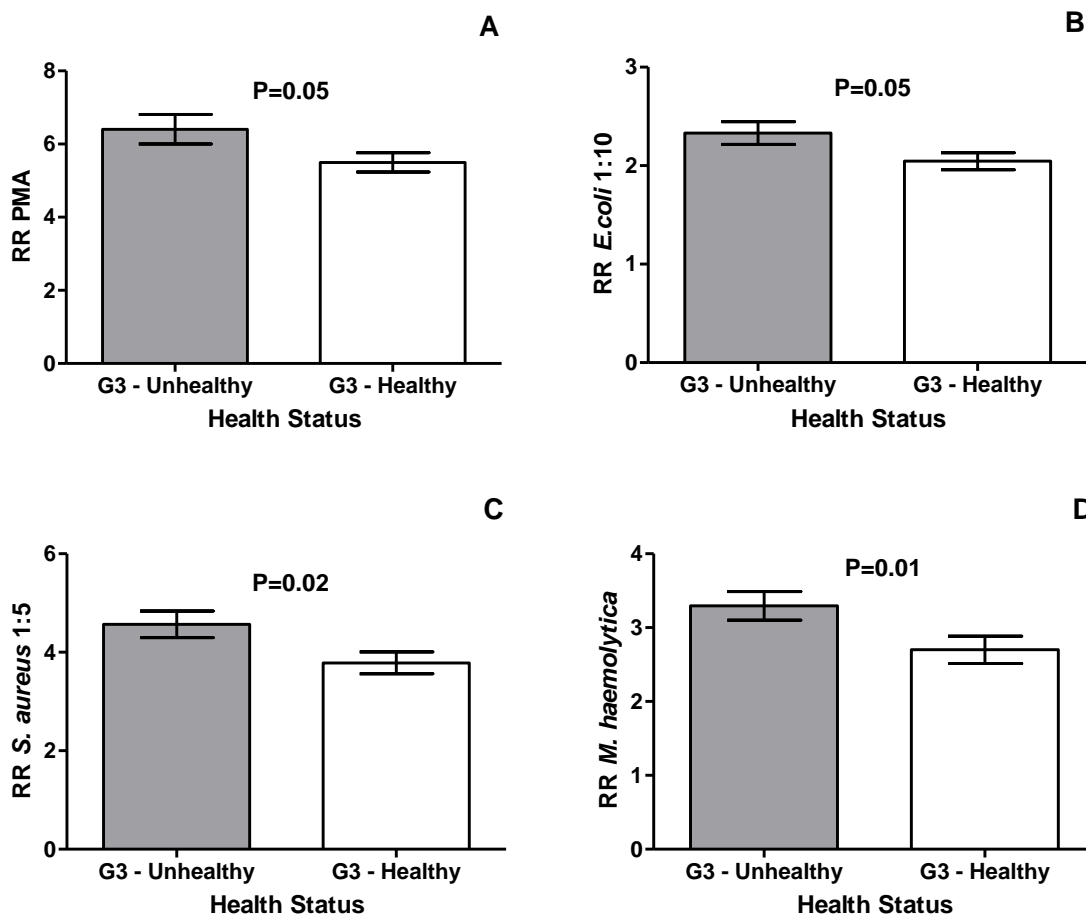 A
P=0.05
8
6
4
2
0
RR PMA
G3 - Unhealthy G3 - Healthy
Health Status
B
P=0.05
3
2
1
0
RR E.coli 1:10
G3 - Unhealthy G3 - Healthy
Health Status
C
P=0.02
6
4
2
0
RR S. aureus 1:5
G3 - Unhealthy G3 - Healthy
Health Status
D
P=0.01
4
3
2
1
0
RR M. haemolytica
G3 - Unhealthy G3 - Healthy
Health Status